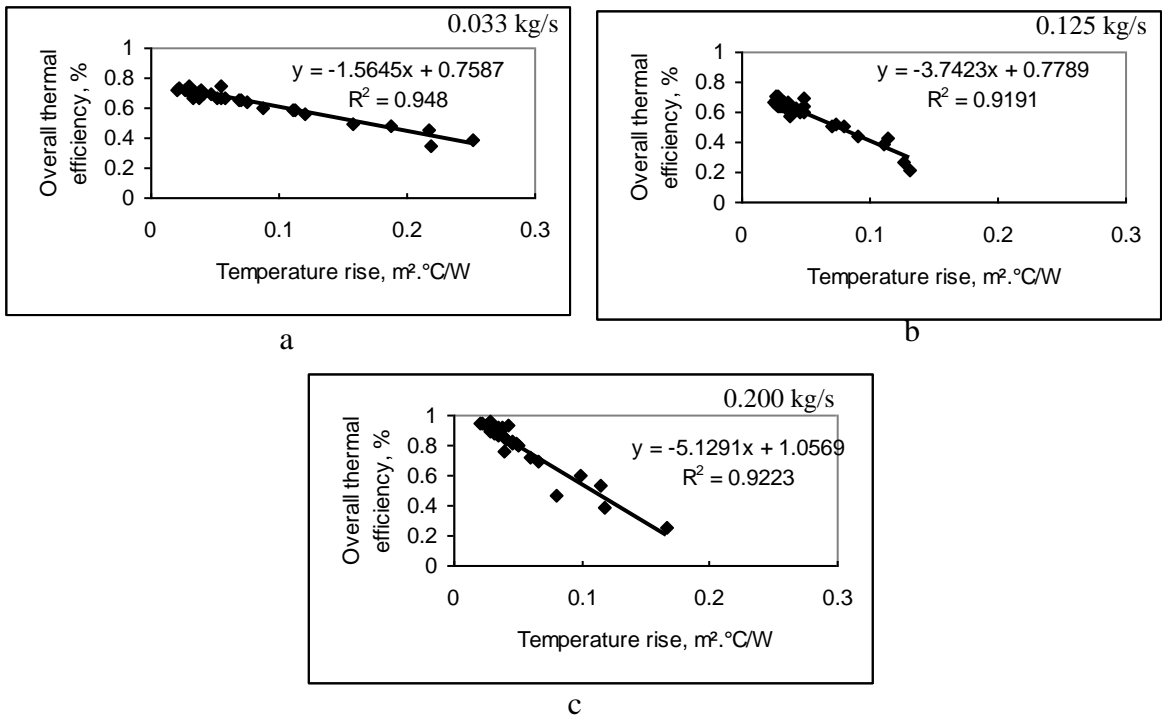 0.033 kg/s
Overall thermal
efficiency, %
1
0.8
0.6
0.4
0.2
0
y = -1.5645x + 0.7587
R² = 0.948
0 0.1 0.2 0.3
Temperature rise, m².°C/W
a
0.125 kg/s
Overall thermal
efficiency, %
1
0.8
0.6
0.4
0.2
0
y = -3.7423x + 0.7789
R² = 0.9191
0 0.1 0.2 0.3
Temperature rise, m².°C/W
b
0.200 kg/s
Overall thermal
efficiency, %
1
0.8
0.6
0.4
0.2
0
y = -5.1291x + 1.0569
R² = 0.9223
0 0.1 0.2 0.3
Temperature rise, m².°C/W
c